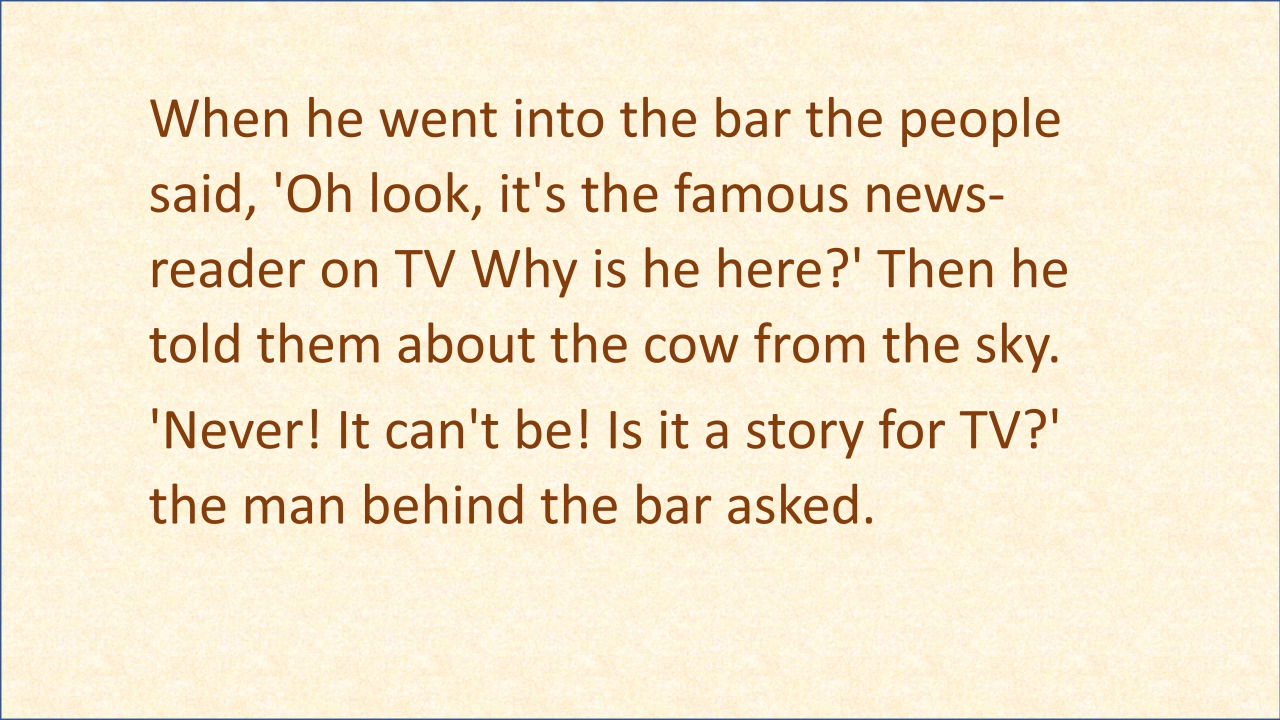 When he went into the bar the people
said, 'Oh look, it's the famous news-
reader on TV Why is he here?' Then he
told them about the cow from the sky.
'Never! It can't be! Is it a story for TV?'
the man behind the bar asked.